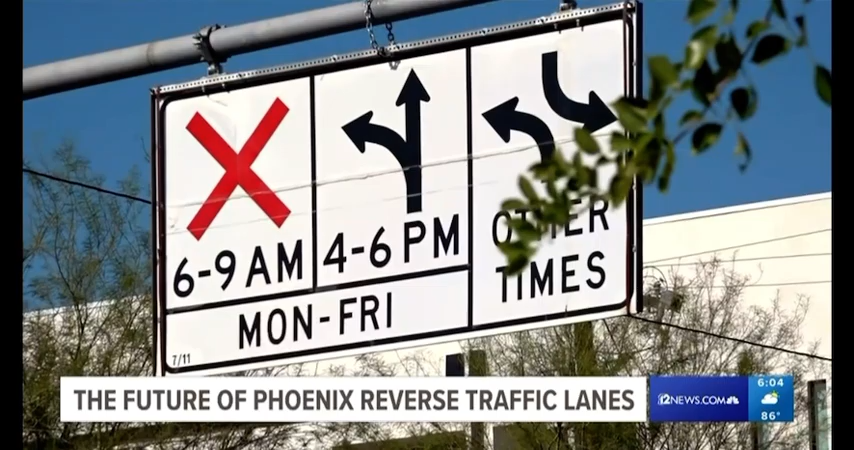 6-9 AM
4-6 PM
OTHER
TIMES
MON-FRI
7/11
THE FUTURE OF PHOENIX REVERSE TRAFFIC LANES
12NEWS.COM
6:04
86°